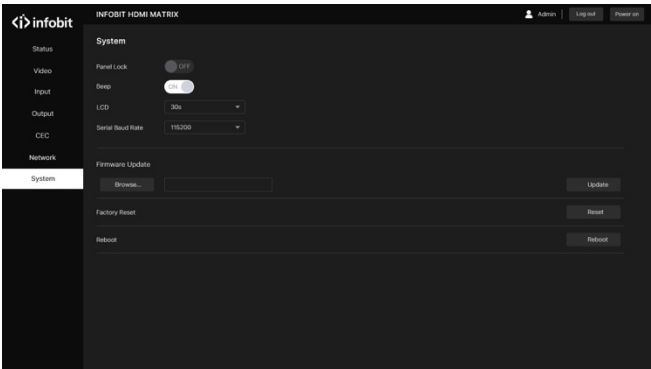 <i> infobit
INFOBIT HDMI MATRIX
Admin
Log out
Power on
Status
Video
Input
Output
CEC
Network
System
System
Panel Lock
OFF
Beep
ON
LCD
30s
Serial Baud Rate
115200
Firmware Update
Browse...
Update
Factory Reset
Reset
Reboot
Reboot